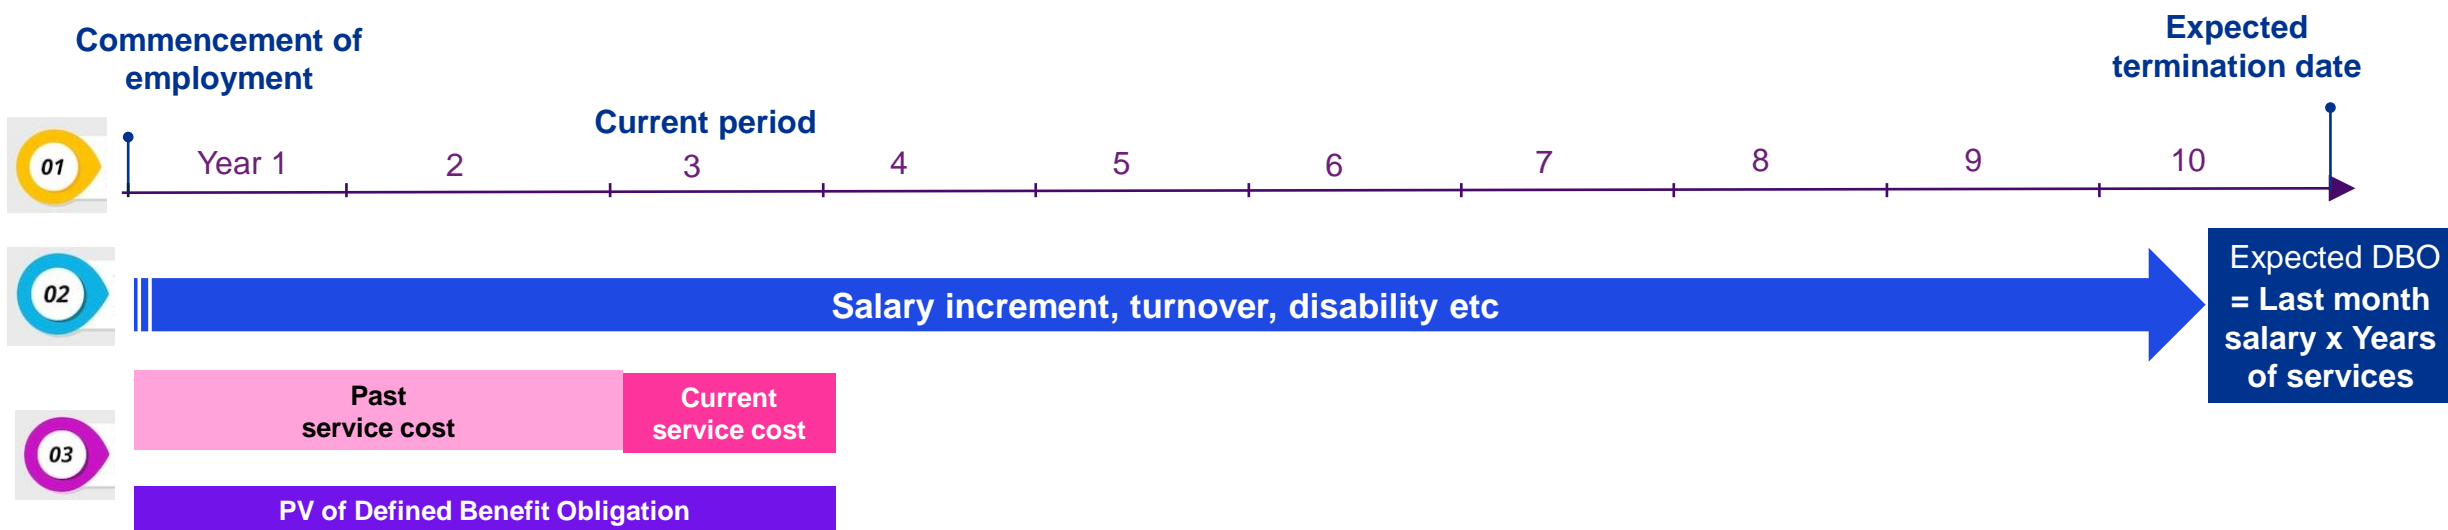 Commencement of
employment
Expected
termination date
Current period
01
Year 1 2 3 4 5 6 7 8 9 10
02
Salary increment, turnover, disability etc
Expected DBO
= Last month
salary x Years
of services
03
Past
service cost
Current
service cost
PV of Defined Benefit Obligation